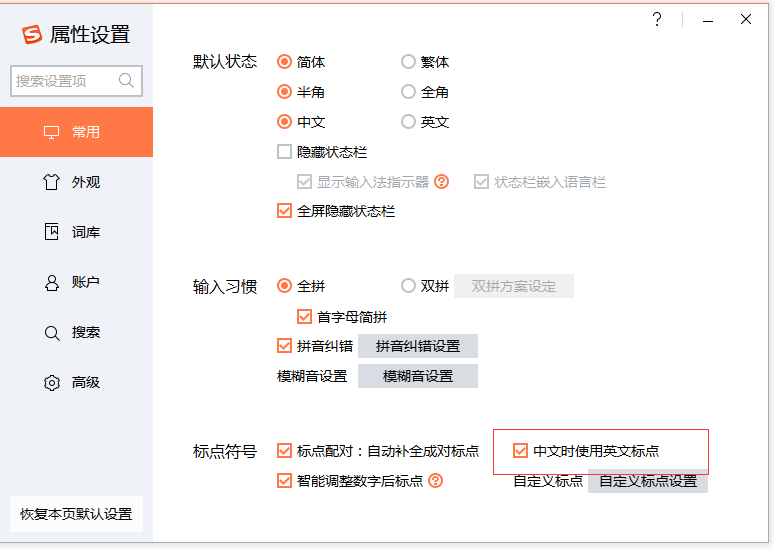 属性设置
搜索设置项
常用
外观
词库
账户
搜索
高级
恢复本页默认设置
?
默认状态 简体 繁体
半角 全角
中文 英文
隐藏状态栏
显示输入法指示器 ? 状态栏嵌入语言栏
全屏隐藏状态栏
输入习惯 全拼 双拼 双拼方案设定
首字母简拼
拼音纠错 拼音纠错设置
模糊音设置 模糊音设置
标点符号 标点配对：自动补全成对标点 中文时使用英文标点
智能调整数字后标点 ? 自定义标点 自定义标点设置